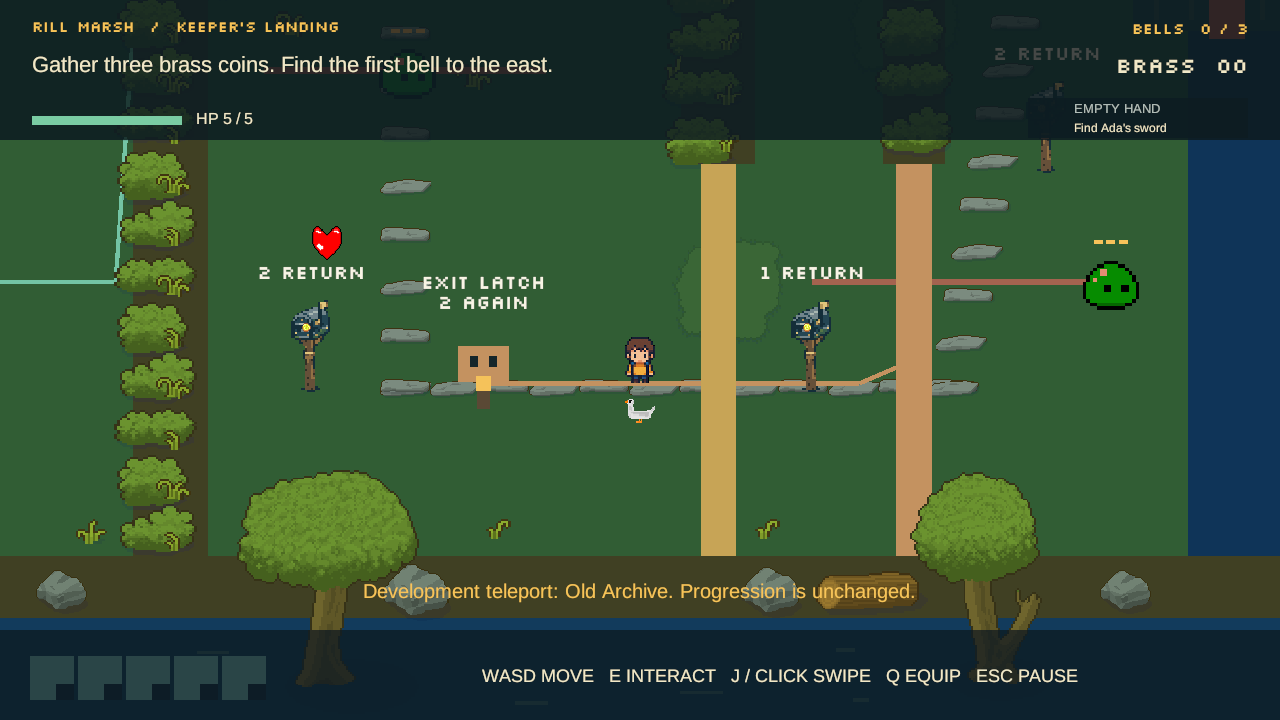 RILL MARSH / KEEPER'S LANDING
BELLS 0 / 3
Gather three brass coins. Find the first bell to the east.
2 RETURN
BRASS 00
HP 5 / 5
EMPTY HAND
Find Ada's sword
2 RETURN
EXIT LATCH
2 AGAIN
1 RETURN
Development teleport: Old Archive. Progression is unchanged.
WASD MOVE E INTERACT J / CLICK SWIPE Q EQUIP ESC PAUSE